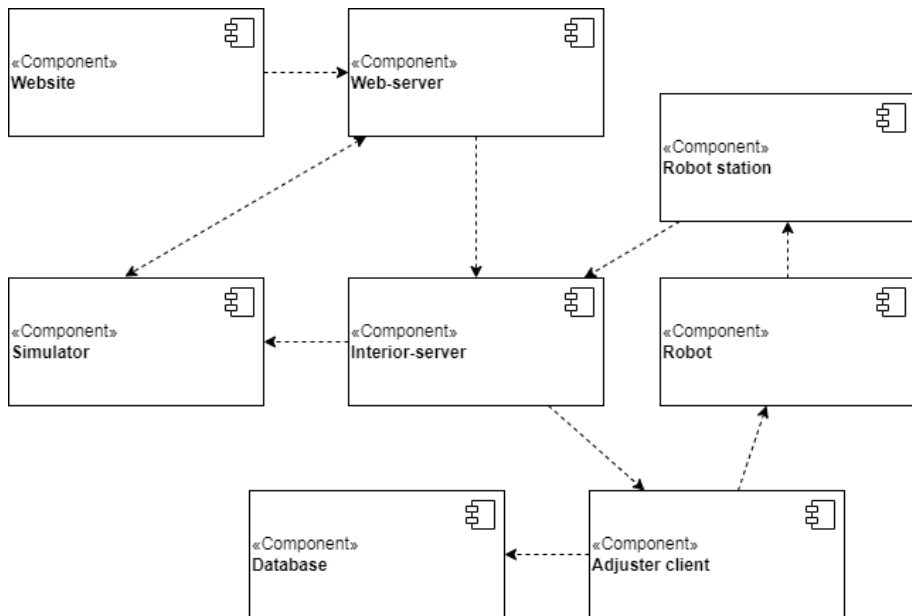 «Component»
Website
«Component»
Web-server
«Component»
Robot station
«Component»
Simulator
«Component»
Interior-server
«Component»
Robot
«Component»
Database
«Component»
Adjuster client